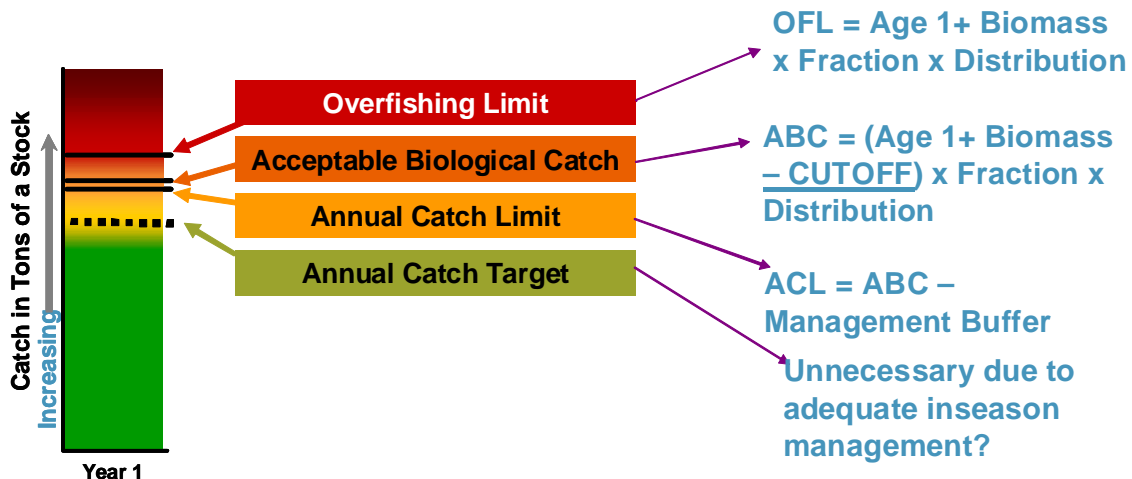 OFL = Age 1+ Biomass
x Fraction x Distribution
Overfishing Limit
Acceptable Biological Catch
ABC = (Age 1+ Biomass
– CUTOFF) x Fraction x
Distribution
Annual Catch Limit
Annual Catch Target
ACL = ABC –
Management Buffer
Unnecessary due to
adequate inseason
management?
Catch in Tons of a Stock
Increasing
Year 1